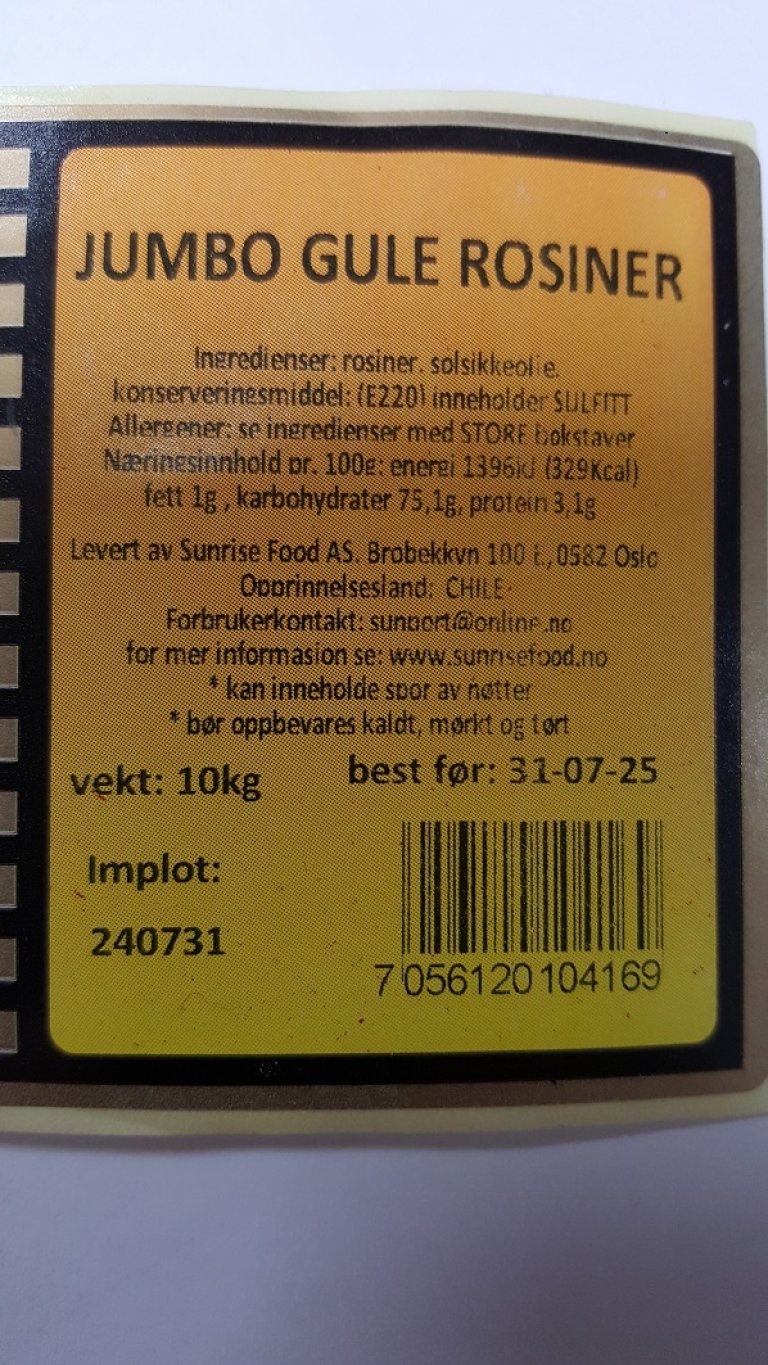 JUMBO GULE ROSINER
Ingredienser: rosiner, solsikkeolje,
konserveringsmiddel: (E220) inneholder SULFITT
Allergener: se ingredienser med STORE bokstaver
Næringsinnhold pr. 100g: energi 1396kJ (329Kcal)
fett 1g , karbohydrater 75,1g, protein 3,1g
Levert av Sunrise Food AS. Brobekkvn 100 E, 0582 Oslo
Opprinnelsesland: CHILE
Forbrukerkontakt: sunport@online.no
for mer informasion se: www.sunrisefood.no
* kan inneholde spor av nøtter
* bør oppbevares kaldt, mørkt og tørt
vekt: 10kg
best før: 31-07-25
Implot:
240731
7 056120 104169